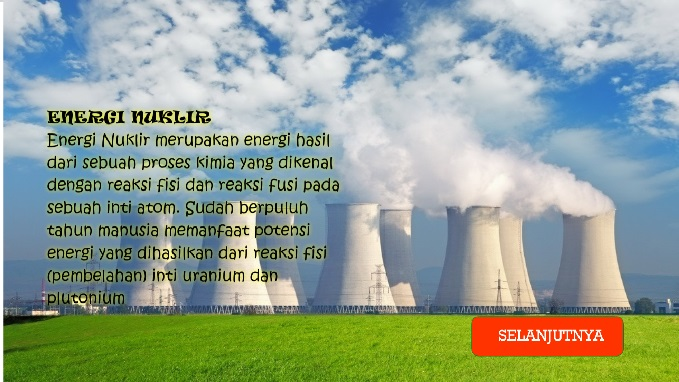 ENERGI NUKLIR
Energi Nuklir merupakan energi hasil
dari sebuah proses kimia yang dikenal
dengan reaksi fisi dan reaksi fusi pada
sebuah inti atom. Sudah berpuluh
tahun manusia memanfaat potensi
energi yang dihasilkan dari reaksi fisi
(pembelahan) inti uranium dan
plutonium
SELANJUTNYA